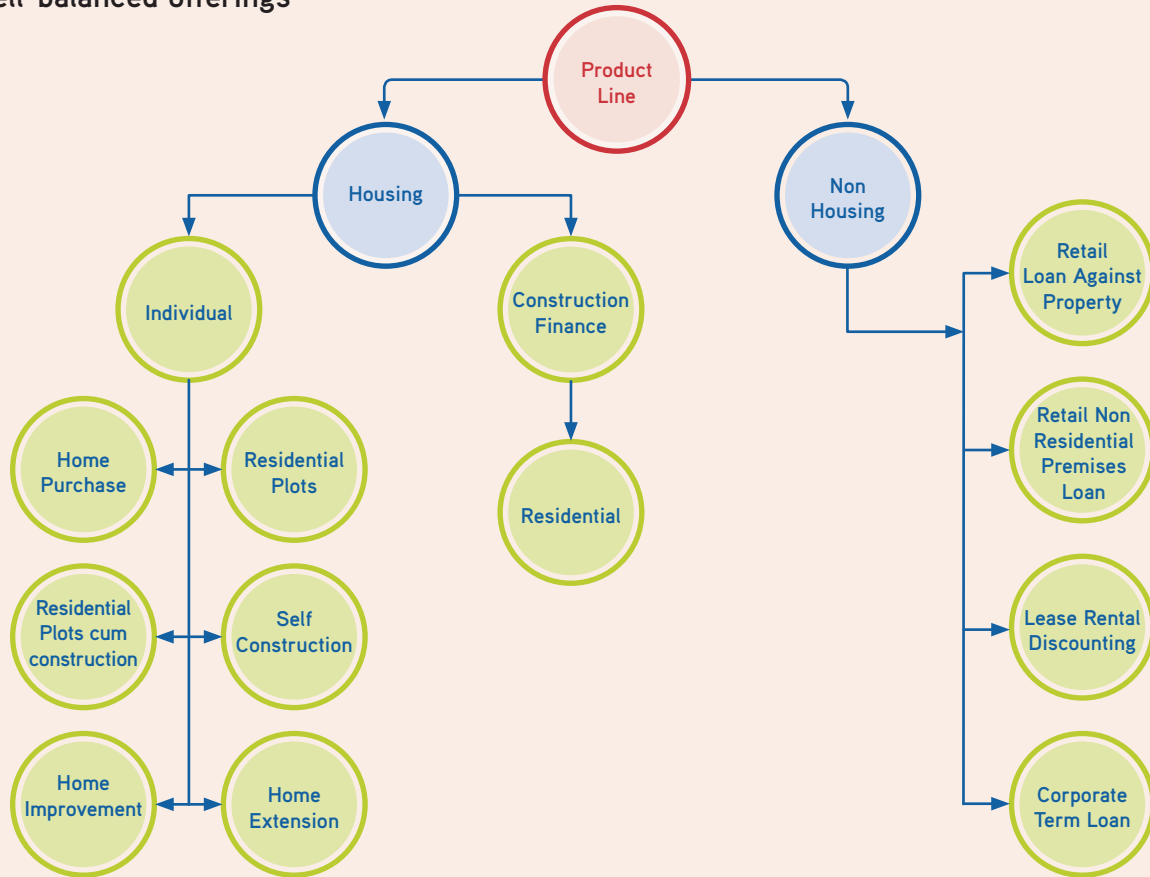 balanced offerings
Product
Line
Housing
Non
Housing
Individual
Construction
Finance
Retail
Loan Against
Property
Home
Purchase
Residential
Plots
Residential
Retail Non
Residential
Premises
Loan
Residential
Plots cum
construction
Self
Construction
Lease Rental
Discounting
Home
Improvement
Home
Extension
Corporate
Term Loan